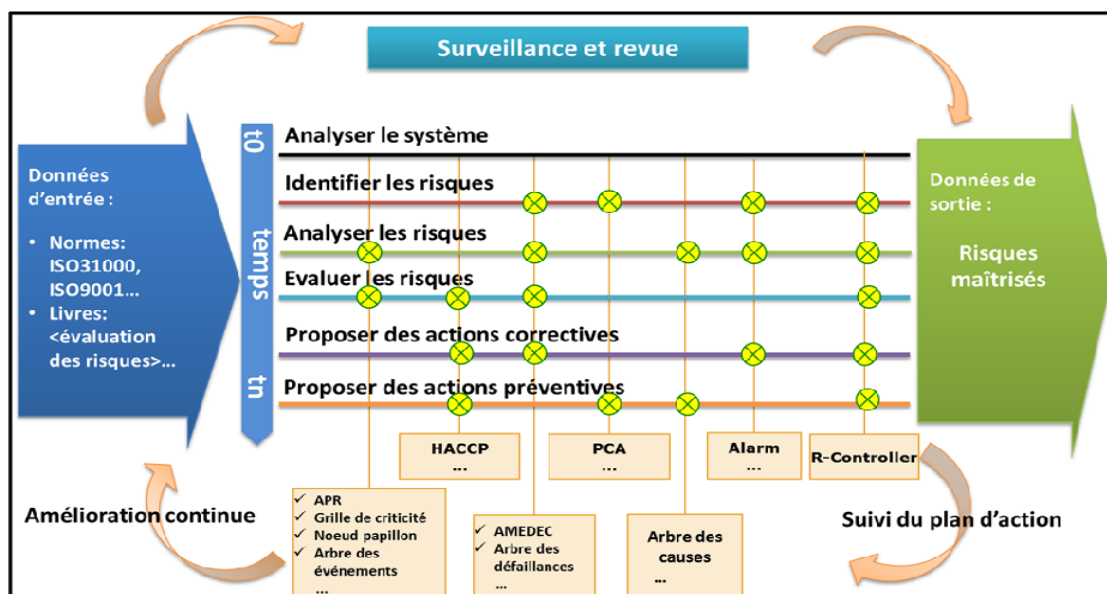 Surveillance et revue
Données
d'entrée :
• Normes:
ISO31000,
ISO9001...
• Livres:
<évaluation
des risques>...
t0
temps
tn
Analyser le système
Identifier les risques
Analyser les risques
Evaluer les risques
Proposer des actions correctives
Proposer des actions préventives
Données de
sortie :
Risques
maîtrisés
HACCP
...
PCA
...
Alarm
...
R-Controller
✓ APR
✓ Grille de criticité
✓ Noeud papillon
✓ Arbre des
événements
...
✓ AMEDEC
✓ Arbre des
défaillances
...
Arbre des
causes
...
Amélioration continue
Suivi du plan d'action